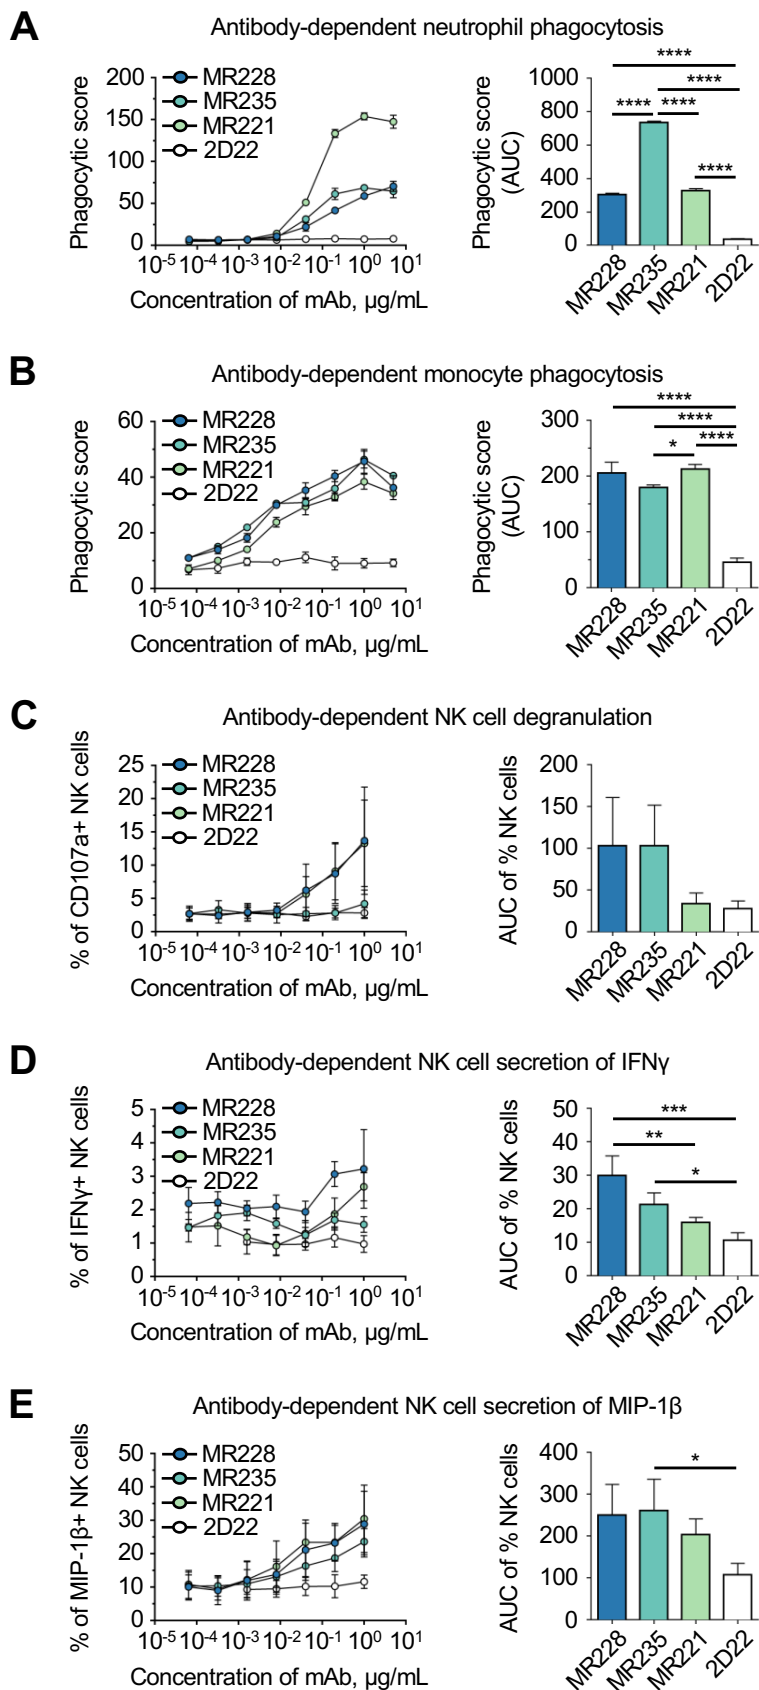 A
Antibody-dependent neutrophil phagocytosis
Phagocytic score
200
150
100
50
0
MR228
MR235
MR221
2D22
10-5 10-4 10-3 10-2 10-1 100 101
Concentration of mAb, µg/mL
Phagocytic score
(AUC)
1000
800
600
400
200
0
****
****
**** ****
****
MR228 MR235 MR221 2D22
B
Antibody-dependent monocyte phagocytosis
Phagocytic score
60
40
20
0
MR228
MR235
MR221
2D22
10-5 10-4 10-3 10-2 10-1 100 101
Concentration of mAb, µg/mL
Phagocytic score
(AUC)
300
200
100
0
****
****
* ****
MR228 MR235 MR221 2D22
C
Antibody-dependent NK cell degranulation
% of CD107a+ NK cells
25
20
15
10
5
0
MR228
MR235
MR221
2D22
10-5 10-4 10-3 10-2 10-1 100 101
Concentration of mAb, µg/mL
AUC of % NK cells
200
150
100
50
0
MR228 MR235 MR221 2D22
D
Antibody-dependent NK cell secretion of IFNγ
% of IFNγ+ NK cells
5
4
3
2
1
0
MR228
MR235
MR221
2D22
10-5 10-4 10-3 10-2 10-1 100 101
Concentration of mAb, µg/mL
AUC of % NK cells
50
40
30
20
10
0
***
**
*
MR228 MR235 MR221 2D22
E
Antibody-dependent NK cell secretion of MIP-1β
% of MIP-1β+ NK cells
50
40
30
20
10
0
MR228
MR235
MR221
2D22
10-5 10-4 10-3 10-2 10-1 100 101
Concentration of mAb, µg/mL
AUC of % NK cells
400
300
200
100
0
*
MR228 MR235 MR221 2D22